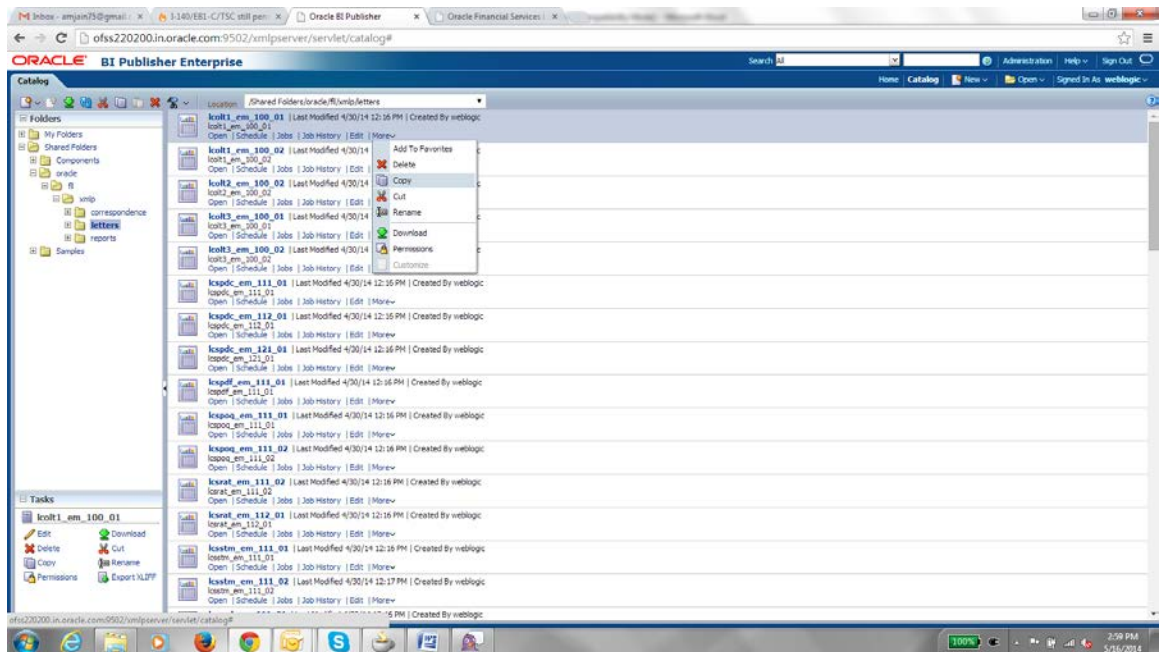 Inbox - amjain75@gmail.c
I-140/EB1-C/TSC still pen
Oracle BI Publisher
Oracle Financial Services
ofss220200.in.oracle.com:9502/xmlpserver/servlet/catalog#
ORACLE BI Publisher Enterprise
Search All
Administration Help Sign Out
Catalog
Home Catalog New Open Signed In As weblogic
Location /Shared Folders/oracle/fll/xmlp/letters
Folders
My Folders
Shared Folders
Components
oracle
fll
xmlp
correspondence
letters
reports
Samples
lcolt1_em_100_01 | Last Modified 4/30/14 12:16 PM | Created By weblogic
lcolt1_em_100_01
Open | Schedule | Jobs | Job History | Edit | More
lcolt1_em_100_02 | Last Modified 4/30/14
lcolt1_em_100_02
Open | Schedule | Jobs | Job History | Edit |
lcolt2_em_100_02 | Last Modified 4/30/14
lcolt2_em_100_02
Open | Schedule | Jobs | Job History | Edit |
lcolt3_em_100_01 | Last Modified 4/30/14
lcolt3_em_100_01
Open | Schedule | Jobs | Job History | Edit |
lcolt3_em_100_02 | Last Modified 4/30/14
lcolt3_em_100_02
Open | Schedule | Jobs | Job History | Edit |
Add To Favorites
Delete
Copy
Cut
Rename
Download
Permissions
Customize
lcspdc_em_111_01 | Last Modified 4/30/14 12:16 PM | Created By weblogic
lcspdc_em_111_01
Open | Schedule | Jobs | Job History | Edit | More
lcspdc_em_112_01 | Last Modified 4/30/14 12:16 PM | Created By weblogic
lcspdc_em_112_01
Open | Schedule | Jobs | Job History | Edit | More
lcspdc_em_121_01 | Last Modified 4/30/14 12:16 PM | Created By weblogic
lcspdc_em_121_01
Open | Schedule | Jobs | Job History | Edit | More
lcspdf_em_111_01 | Last Modified 4/30/14 12:16 PM | Created By weblogic
lcspdf_em_111_01
Open | Schedule | Jobs | Job History | Edit | More
lcspoq_em_111_01 | Last Modified 4/30/14 12:16 PM | Created By weblogic
lcspoq_em_111_01
Open | Schedule | Jobs | Job History | Edit | More
lcspoq_em_111_02 | Last Modified 4/30/14 12:16 PM | Created By weblogic
lcspoq_em_111_02
Open | Schedule | Jobs | Job History | Edit | More
lcsrat_em_111_02 | Last Modified 4/30/14 12:16 PM | Created By weblogic
lcsrat_em_111_02
Open | Schedule | Jobs | Job History | Edit | More
lcsrat_em_112_01 | Last Modified 4/30/14 12:16 PM | Created By weblogic
lcsrat_em_112_01
Open | Schedule | Jobs | Job History | Edit | More
lcsstm_em_111_01 | Last Modified 4/30/14 12:16 PM | Created By weblogic
lcsstm_em_111_01
Open | Schedule | Jobs | Job History | Edit | More
lcsstm_em_111_02 | Last Modified 4/30/14 12:17 PM | Created By weblogic
lcsstm_em_111_02
Open | Schedule | Jobs | Job History | Edit | More
PM | Created By weblogic
Tasks
lcolt1_em_100_01
Edit Download
Delete Cut
Copy Rename
Permissions Export XLIFF
ofss220200.in.oracle.com:9502/xmlpserver/servlet/catalog#
100%
2:59 PM
5/16/2014